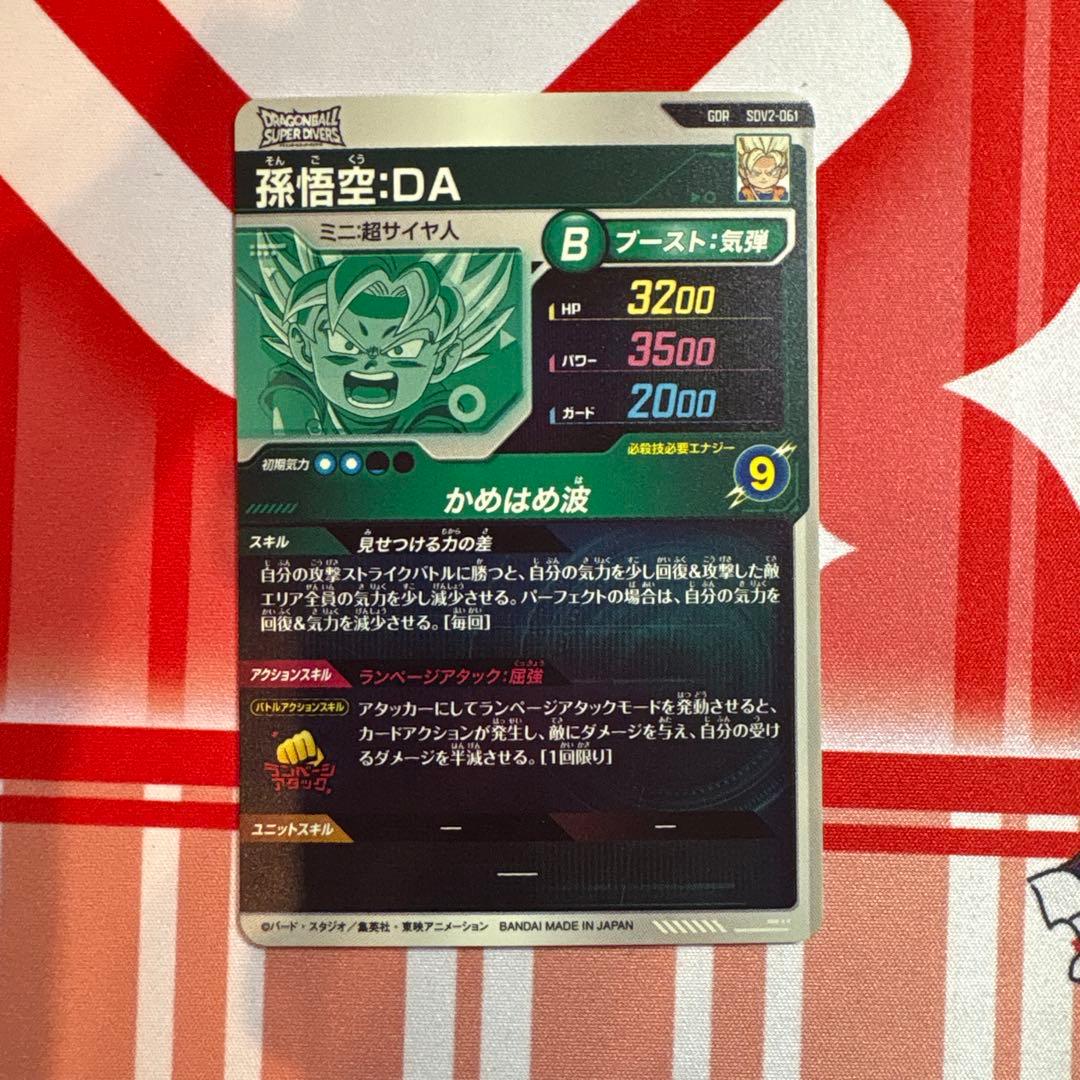 DRAGONBALL
SUPER DIVERS
GDR SDV2-061
そんごくう
孫悟空:DA
ミニ:超サイヤ人
B ブースト:気弾
HP 3200
パワー 3500
ガード 2000
初期気力
必殺技必要エナジー
9
かめはめ波
スキル 見せつける力の差
自分の攻撃ストライクバトルに勝つと、自分の気力を少し回復&攻撃した敵
エリア全員の気力を少し減少させる。パーフェクトの場合は、自分の気力を
回復&気力を減少させる。[毎回]
アクションスキル ランページアタック:屈強
バトルアクションスキル
ランページ
アタック
アタッカーにしてランページアタックモードを発動させると、
カードアクションが発生し、敵にダメージを与え、自分の受け
るダメージを半減させる。[1回限り]
ユニットスキル — —
—
©バード・スタジオ/集英社・東映アニメーション BANDAI MADE IN JAPAN